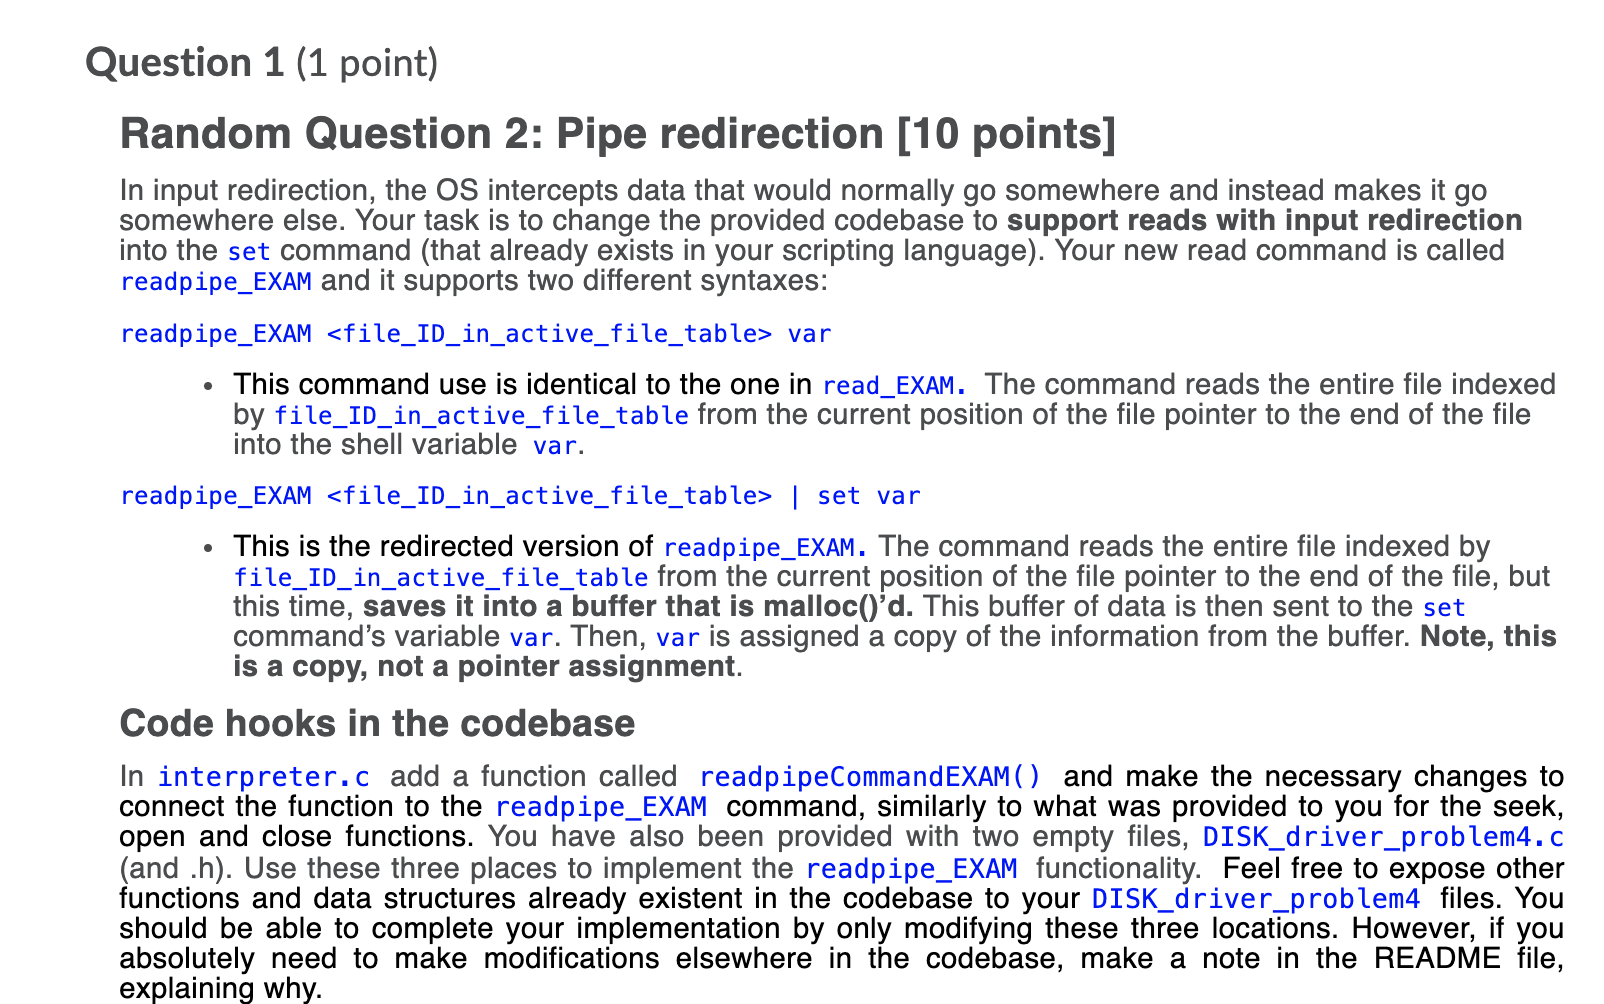 Question 1 (1 point)
Random Question 2: Pipe redirection [10 points]
In input redirection, the OS intercepts data that would normally go somewhere and instead makes it go
somewhere else. Your task is to change the provided codebase to support reads with input redirection
into the set command (that already exists in your scripting language). Your new read command is called
readpipe_EXAM and it supports two different syntaxes:
readpipe_EXAM <file_ID_in_active_file_table> var
• This command use is identical to the one in read_EXAM. The command reads the entire file indexed
by file_ID_in_active_file_table from the current position of the file pointer to the end of the file
into the shell variable var.
readpipe_EXAM <file_ID_in_active_file_table> | set var
• This is the redirected version of readpipe_EXAM. The command reads the entire file indexed by
file_ID_in_active_file_table from the current position of the file pointer to the end of the file, but
this time, saves it into a buffer that is malloc()’d. This buffer of data is then sent to the set
command’s variable var. Then, var is assigned a copy of the information from the buffer. Note, this
is a copy, not a pointer assignment.
Code hooks in the codebase
In interpreter.c add a function called readpipeCommandEXAM() and make the necessary changes to
connect the function to the readpipe_EXAM command, similarly to what was provided to you for the seek,
open and close functions. You have also been provided with two empty files, DISK_driver_problem4.c
(and .h). Use these three places to implement the readpipe_EXAM functionality. Feel free to expose other
functions and data structures already existent in the codebase to your DISK_driver_problem4 files. You
should be able to complete your implementation by only modifying these three locations. However, if you
absolutely need to make modifications elsewhere in the codebase, make a note in the README file,
explaining why.